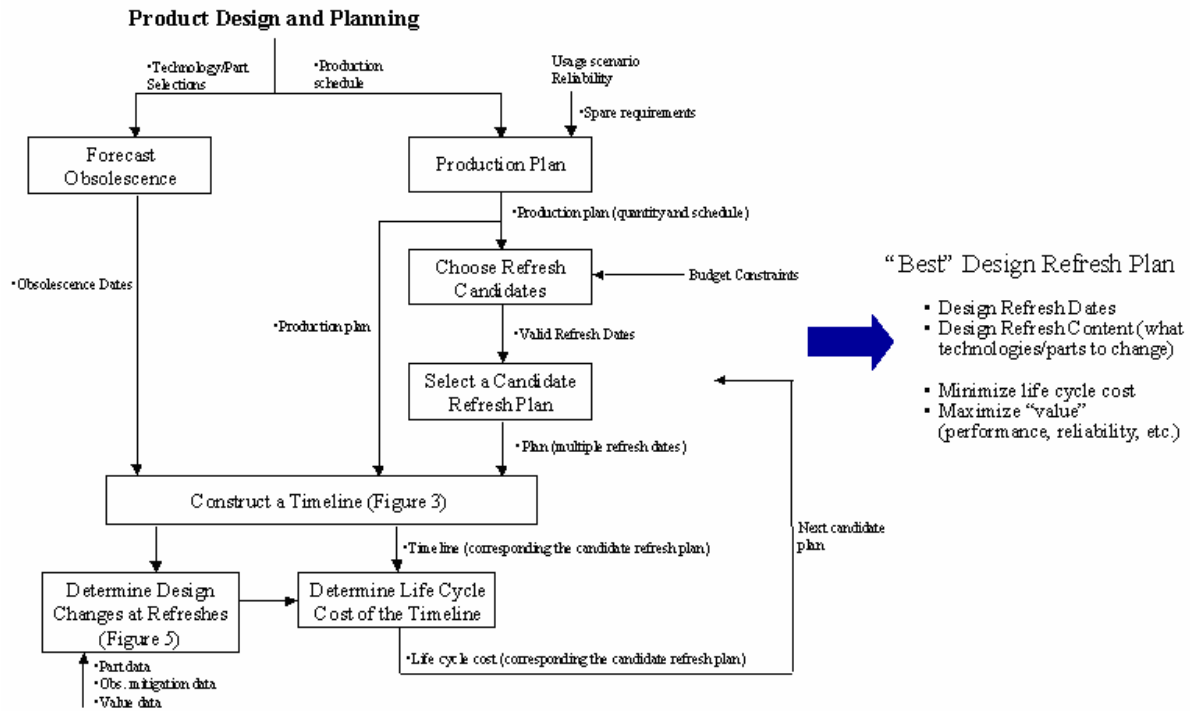 Product Design and Planning
•Technology/Part
Selections
•Production
schedule
Usage scenario
Reliability
•Spare requirements
Forecast
Obsolescence
Production Plan
•Production plan (quantity and schedule)
Choose Refresh
Candidates
Budget Constraints
•Obsolescence Dates
•Production plan
•Valid Refresh Dates
Select a Candidate
Refresh Plan
•Plan (multiple refresh dates)
Construct a Timeline (Figure 3)
•Time line (corresponding the candidate refresh plan)
Next candidate
plan
Determine Design
Changes at Refreshes
(Figure 5)
Determine Life Cycle
Cost of the Timeline
•Life cycle cost (corresponding the candidate refresh plan)
•Part data
•Obs. mitigation data
•Value data
“Best” Design Refresh Plan
▪ Design Refresh Dates
▪ Design Refresh Content (what
technologies/parts to change)
▪ Minimize life cycle cost
▪ Maximize “value”
(performance, reliability, etc.)